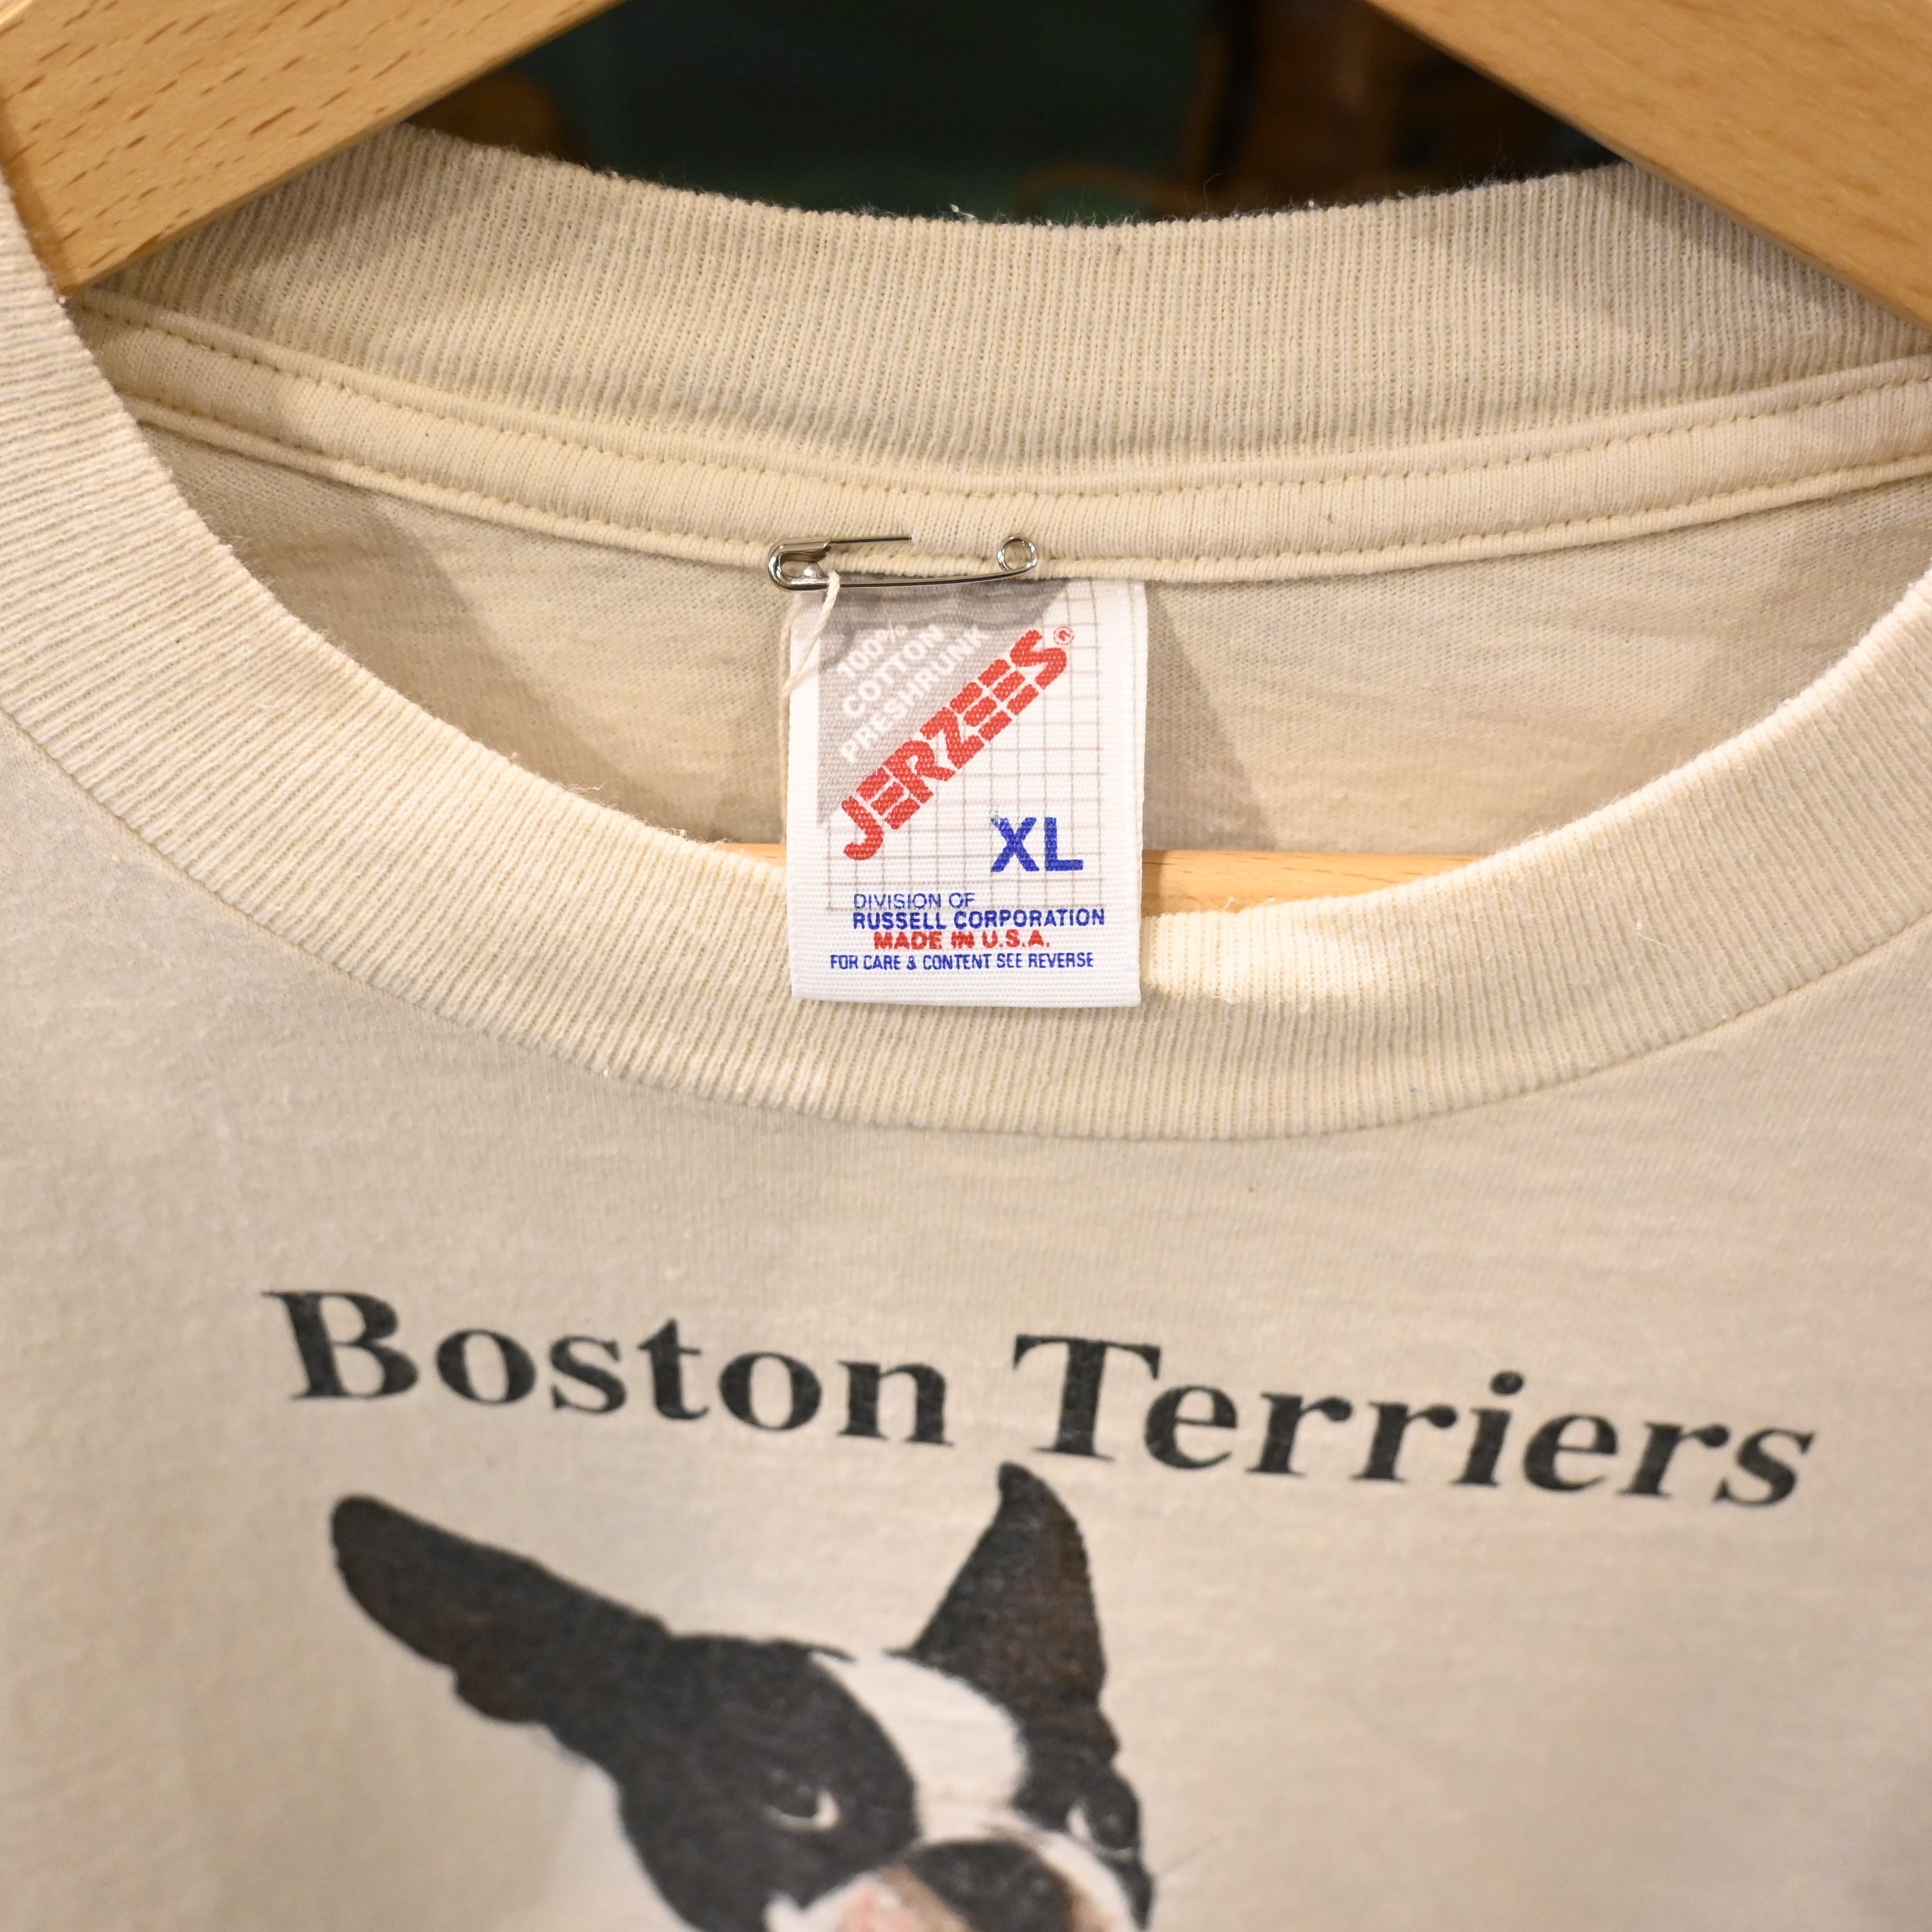 100%
COTTON
PRESHRUNK
JERZEES®
XL
DIVISION OF
RUSSELL CORPORATION
MADE IN U.S.A.
FOR CARE & CONTENT SEE REVERSE
Boston Terriers